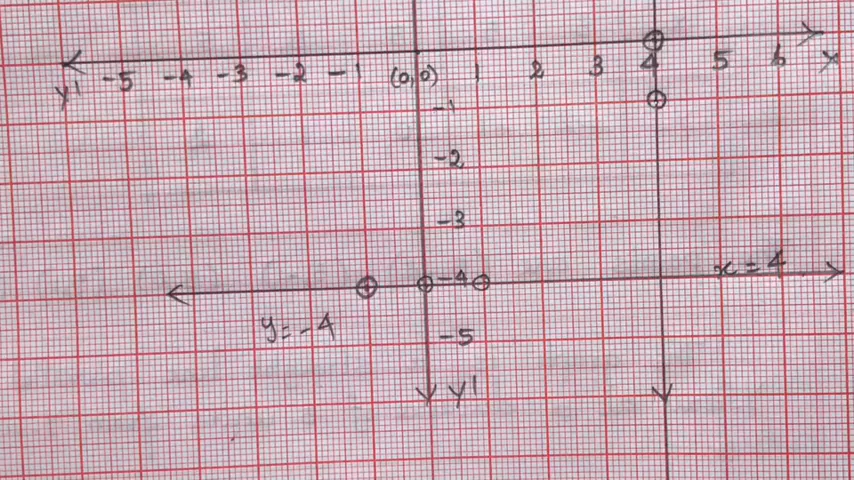 y' -5 -4 -3 -2 -1 (0,0) 1 2 3 4 5 6 x
-1
-2
-3
-4 x = 4
y = -4
-5
y'